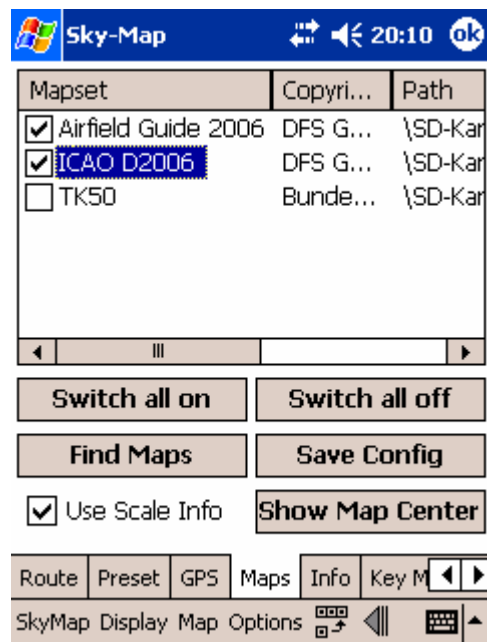 Sky-Map 20:10 ok
Mapset Copyri... Path
Airfield Guide 2006 DFS G... \SD-Kar
ICAO D2006 DFS G... \SD-Kar
TK50 Bunde... \SD-Kar
Switch all on Switch all off
Find Maps Save Config
Use Scale Info Show Map Center
Route Preset GPS Maps Info Key M
SkyMap Display Map Options